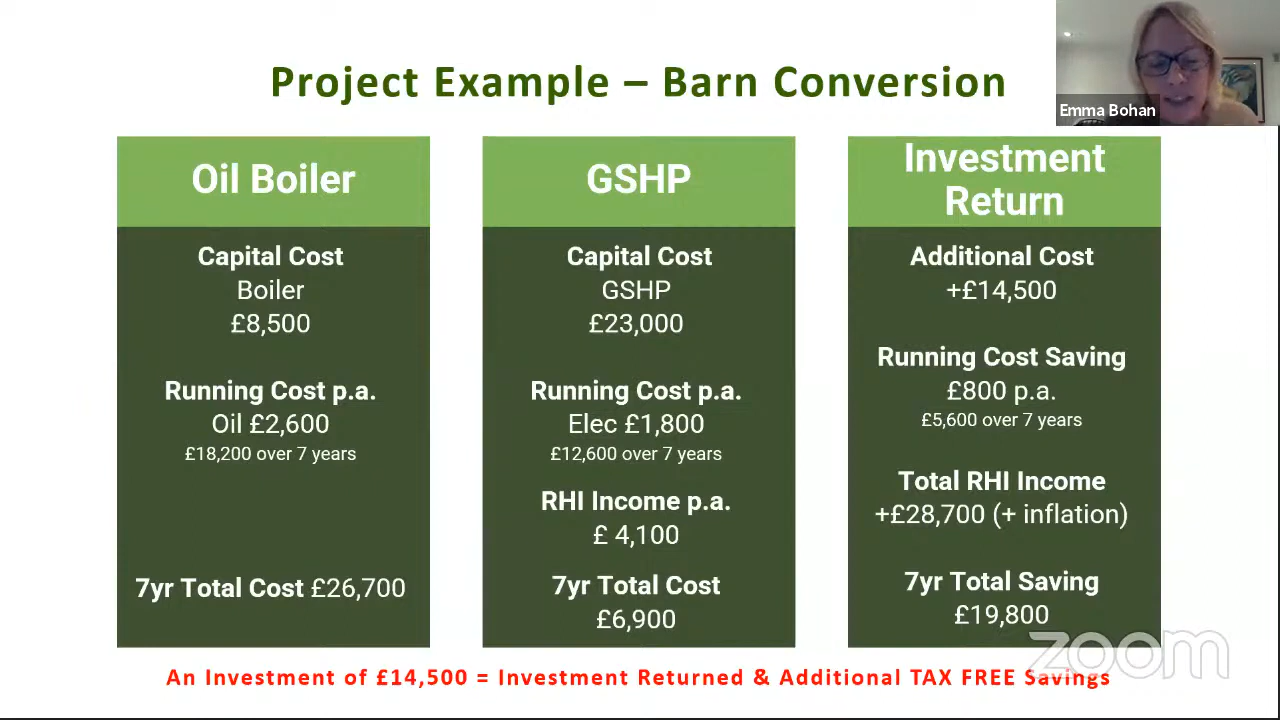 Project Example – Barn Conversion
Emma Bohan
Oil Boiler
Capital Cost
Boiler
£8,500
Running Cost p.a.
Oil £2,600
£18,200 over 7 years
7yr Total Cost £26,700
GSHP
Capital Cost
GSHP
£23,000
Running Cost p.a.
Elec £1,800
£12,600 over 7 years
RHI Income p.a.
£ 4,100
7yr Total Cost
£6,900
Investment
Return
Additional Cost
+£14,500
Running Cost Saving
£800 p.a.
£5,600 over 7 years
Total RHI Income
+£28,700 (+ inflation)
7yr Total Saving
£19,800
An Investment of £14,500 = Investment Returned & Additional TAX FREE Savings
zoom